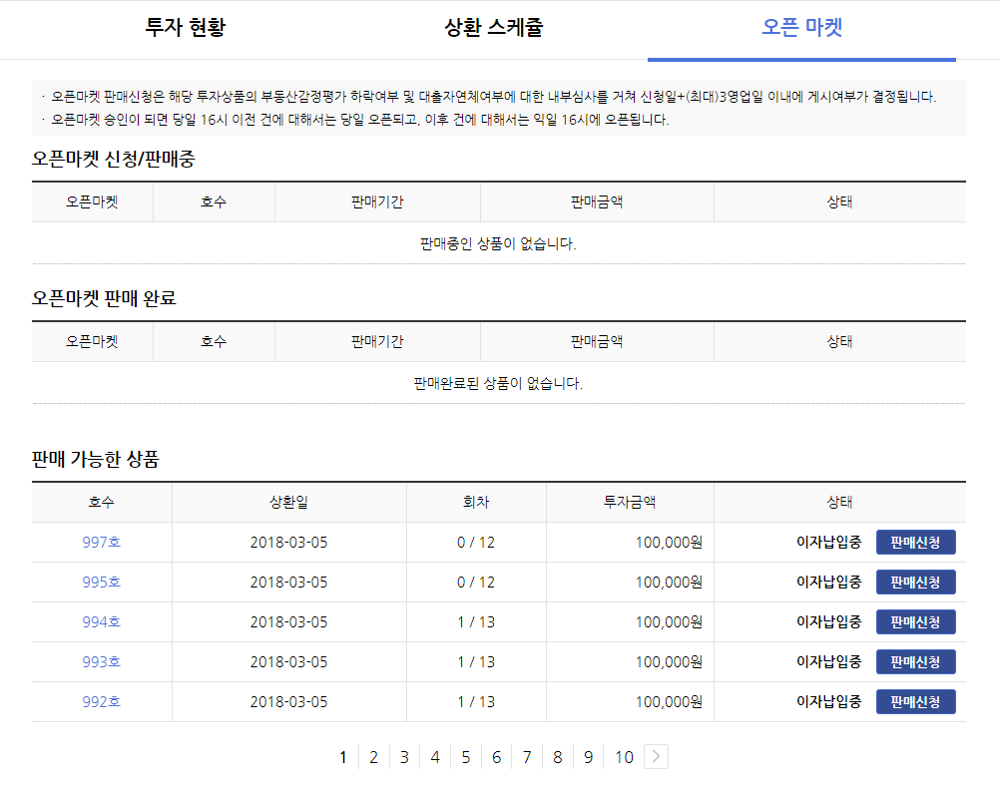 투자 현황 상환 스케쥴 오픈 마켓
· 오픈마켓 판매신청은 해당 투자상품의 부동산감정평가 하락여부 및 대출자연체여부에 대한 내부심사를 거쳐 신청일+(최대)3영업일 이내에 게시여부가 결정됩니다.
· 오픈마켓 승인이 되면 당일 16시 이전 건에 대해서는 당일 오픈되고, 이후 건에 대해서는 익일 16시에 오픈됩니다.
오픈마켓 신청/판매중
오픈마켓 호수 판매기간 판매금액 상태
판매중인 상품이 없습니다.
오픈마켓 판매 완료
오픈마켓 호수 판매기간 판매금액 상태
판매완료된 상품이 없습니다.
판매 가능한 상품
호수 상환일 회차 투자금액 상태
997호 2018-03-05 0 / 12 100,000원 이자납입중 판매신청
995호 2018-03-05 0 / 12 100,000원 이자납입중 판매신청
994호 2018-03-05 1 / 13 100,000원 이자납입중 판매신청
993호 2018-03-05 1 / 13 100,000원 이자납입중 판매신청
992호 2018-03-05 1 / 13 100,000원 이자납입중 판매신청
1 2 3 4 5 6 7 8 9 10 >